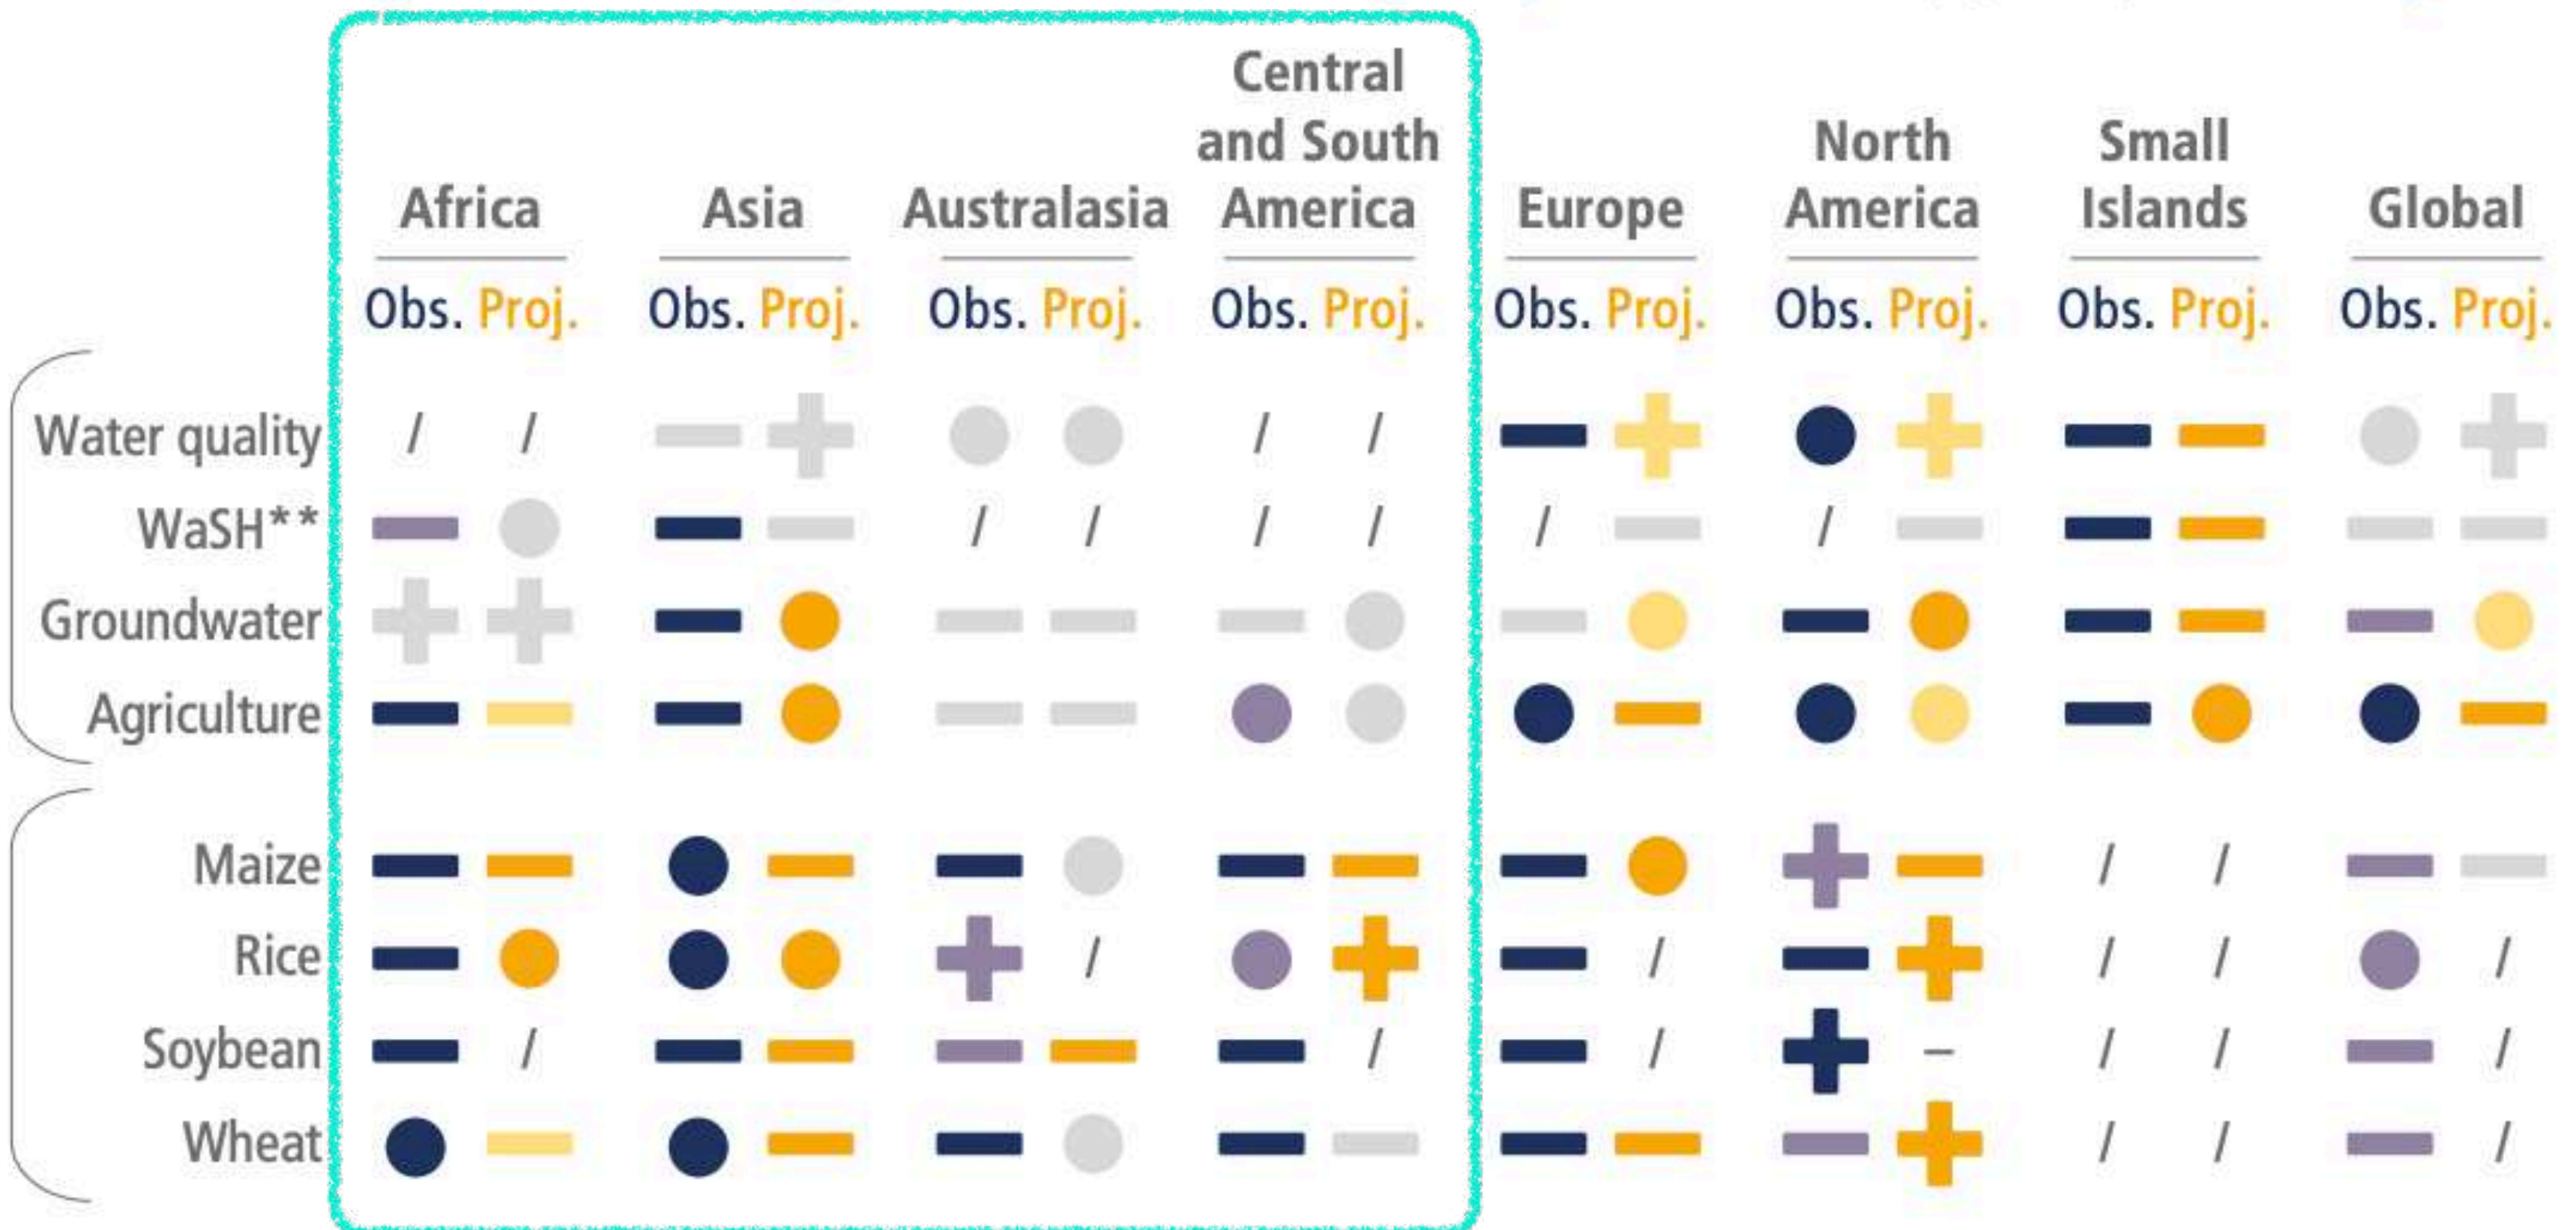 Central
and South
America
North
America
Small
Islands
Africa
Asia
Australasia
Europe
Global
Obs. Proj. Obs. Proj. Obs. Proj. Obs. Proj. Obs. Proj. Obs. Proj. Obs. Proj. Obs. Proj.
Water quality / / / /
WaSH** / / / / / /
Groundwater
Agriculture
Maize / /
Rice / / / / /
Soybean / / / – / / /
Wheat / / /